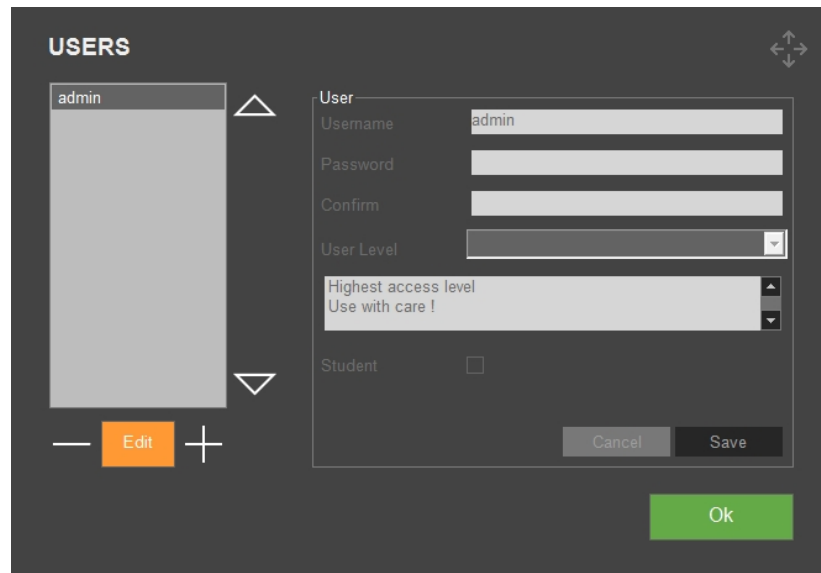 USERS
admin
User
Username
admin
Password
Confirm
User Level
Highest access level
Use with care !
Student
Edit
Cancel
Save
Ok